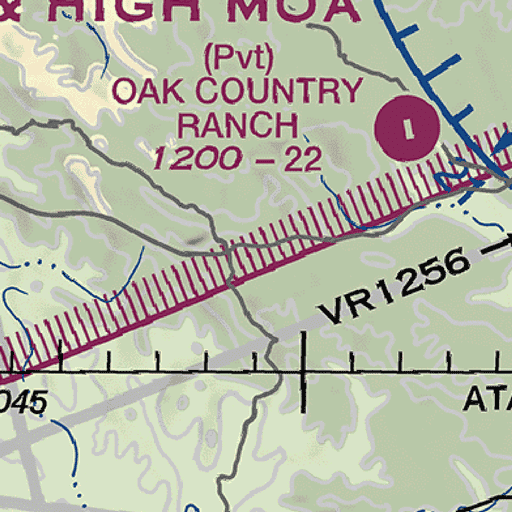 & HIGH MOA
(Pvt)
OAK COUNTRY
RANCH
1200 – 22
VR1256
045
ATA